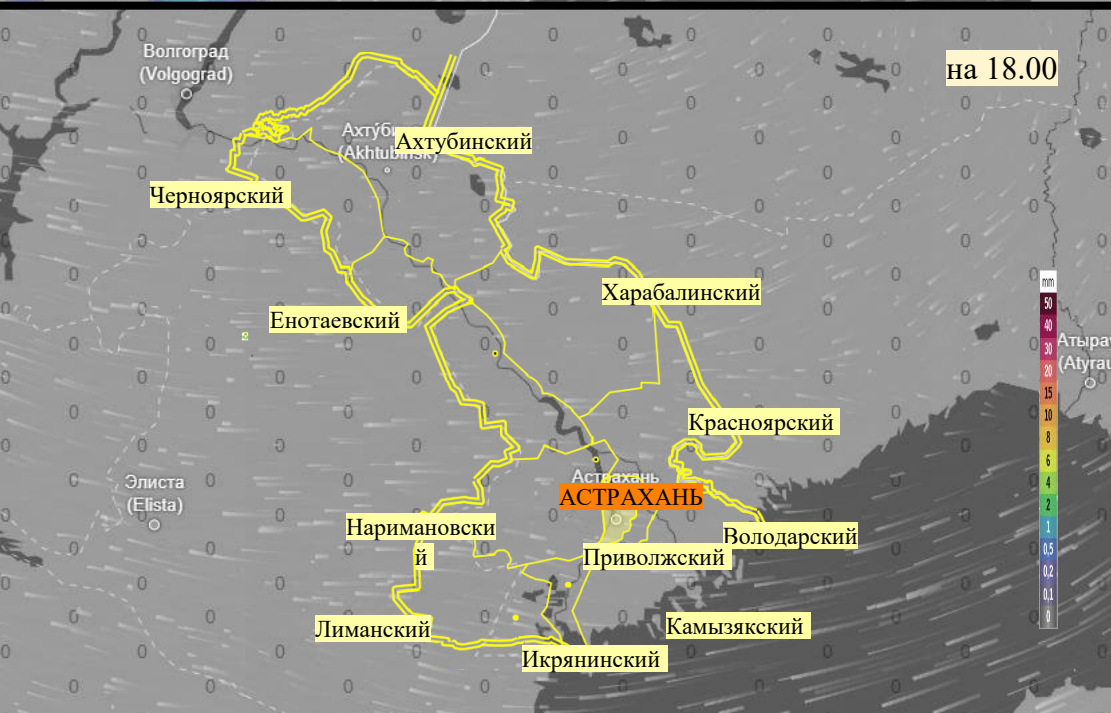 на 18.00
Волгоград
(Volgograd)
Ахтубинский
(Akhtubinsk)
Черноярский
Харабалинский
mm
50
40
30
20
15
10
8
6
4
2
1
0,5
0,2
0,1
0
Енотаевский
(Atyrau
Красноярский
Элиста
(Elista)
Астрахань
АСТРАХАНЬ
Наримановски
й
Володарский
Приволжский
Лиманский
Камызякский
Икрянинский